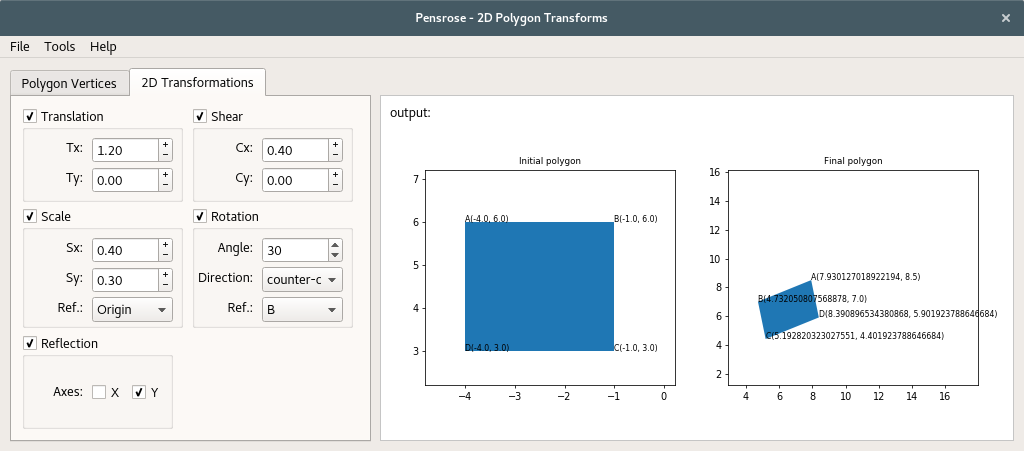 Pensrose - 2D Polygon Transforms
File Tools Help
Polygon Vertices 2D Transformations
Translation
Tx: 1.20
Ty: 0.00
Shear
Cx: 0.40
Cy: 0.00
Scale
Sx: 0.40
Sy: 0.30
Ref.: Origin
Rotation
Angle: 30
Direction: counter-c
Ref.: B
Reflection
Axes: X Y
output:
Initial polygon
7
6
5
4
3
A(-4.0, 6.0)
B(-1.0, 6.0)
D(-4.0, 3.0)
C(-1.0, 3.0)
−4 −3 −2 −1 0
Final polygon
16
14
12
10
8
6
4
2
A(7.930127018922194, 8.5)
B(4.732050807568878, 7.0)
D(8.390896534380868, 5.901923788646684)
C(5.192820323027551, 4.401923788646684)
4 6 8 10 12 14 16